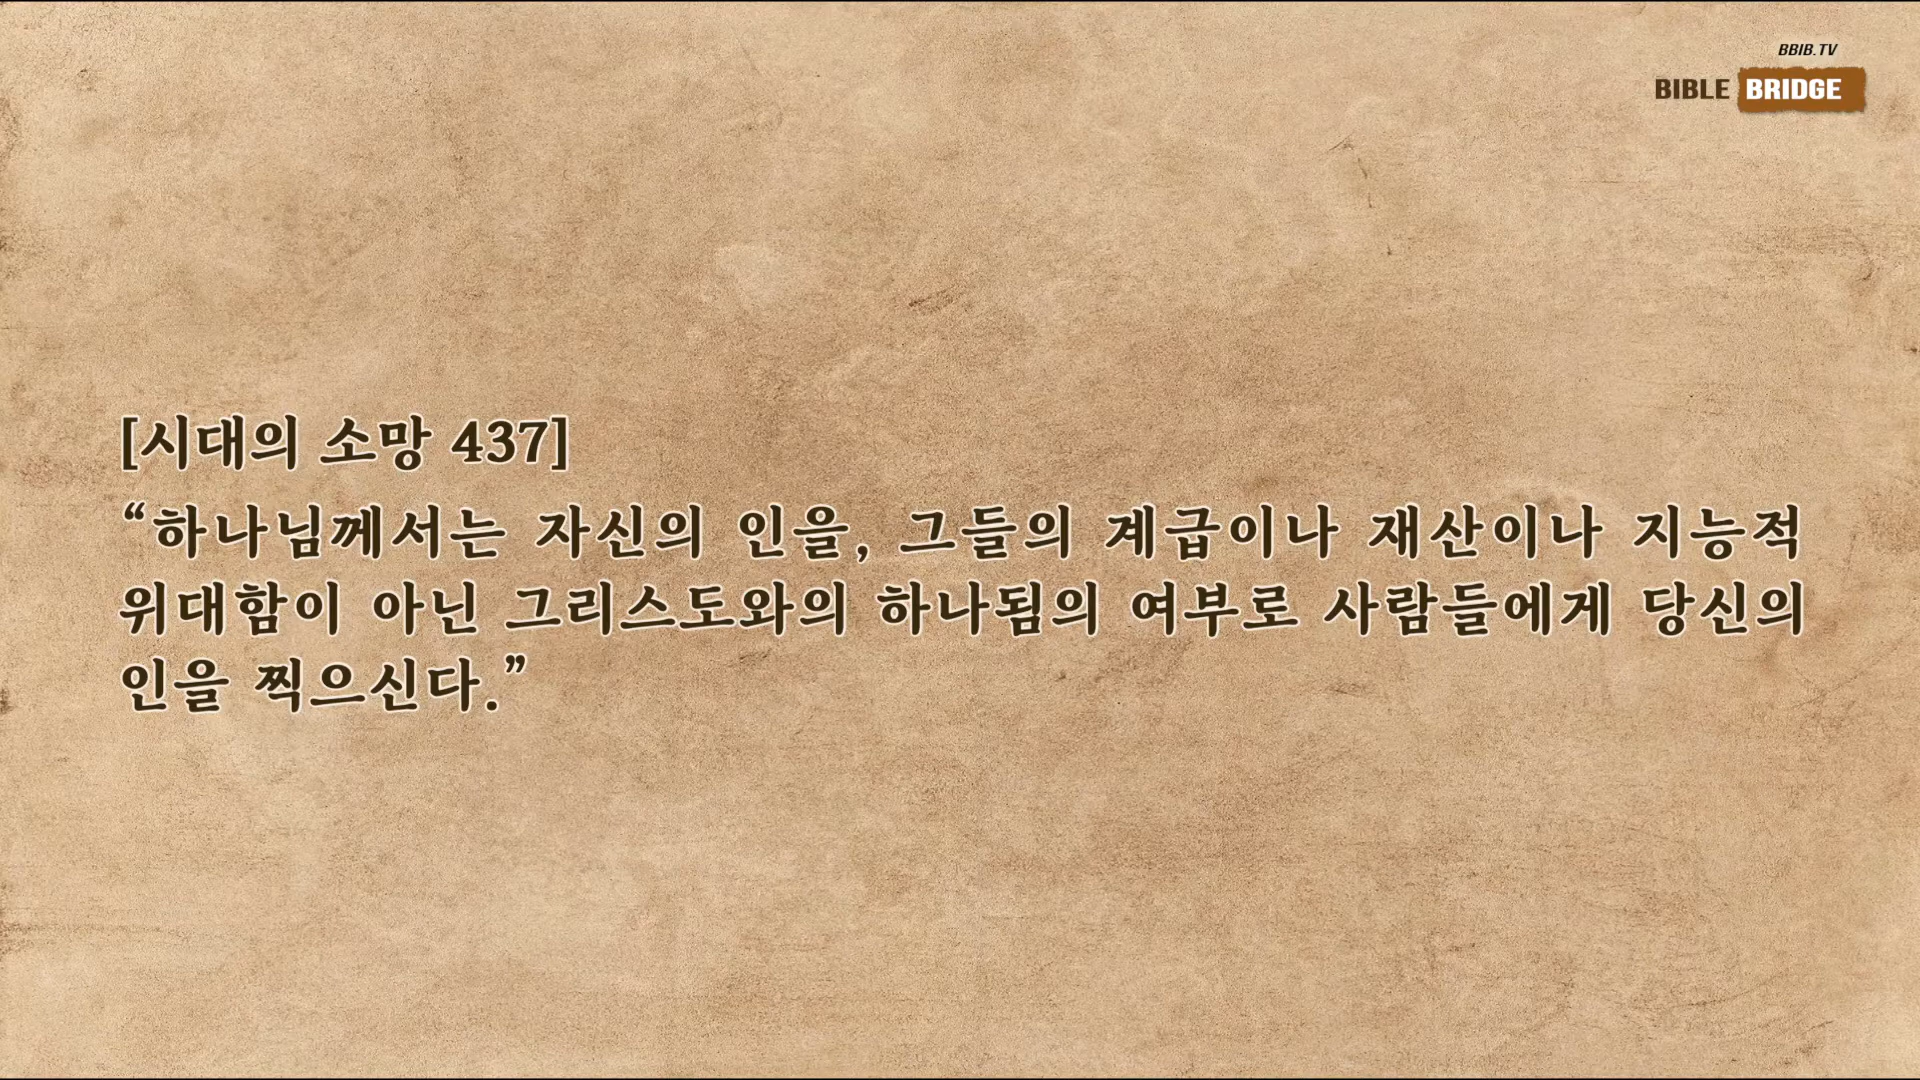 BBIB.TV
BIBLE BRIDGE
[시대의 소망 437]
“하나님께서는 자신의 인을, 그들의 계급이나 재산이나 지능적
위대함이 아닌 그리스도와의 하나됨의 여부로 사람들에게 당신의
인을 찍으신다.”